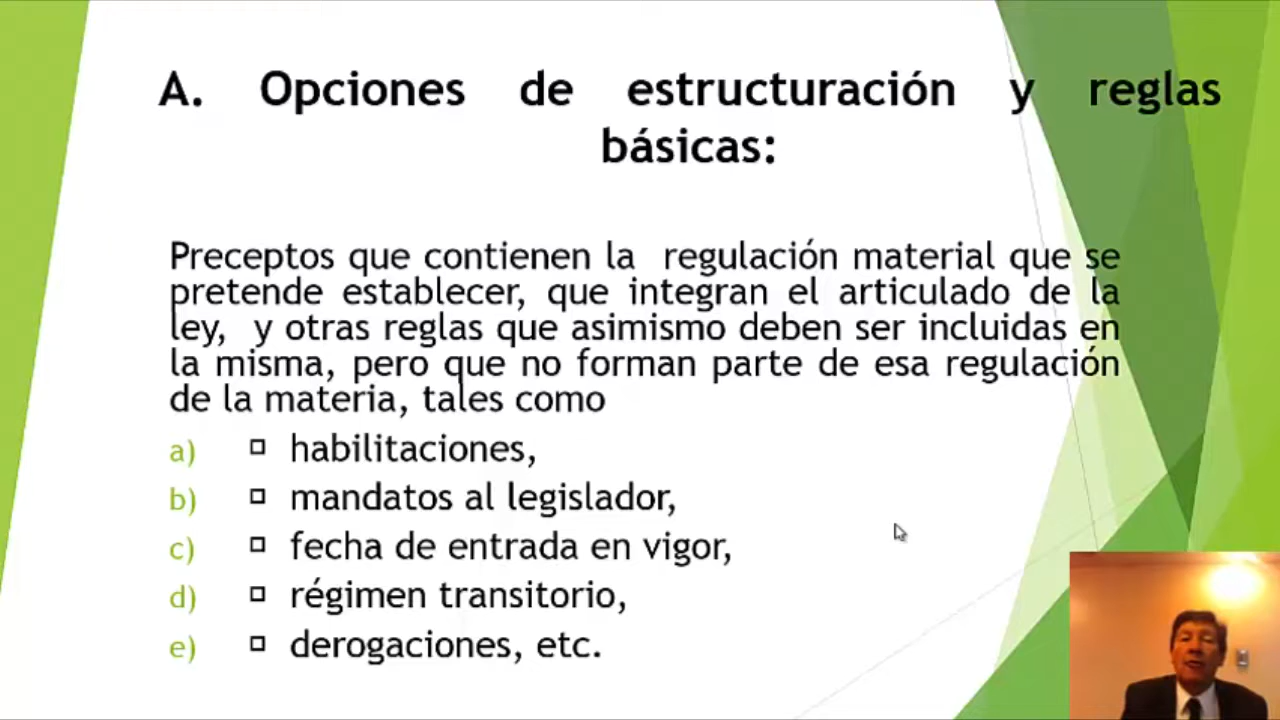 A. Opciones de estructuración y reglas
básicas:
Preceptos que contienen la regulación material que se
pretende establecer, que integran el articulado de la
ley, y otras reglas que asimismo deben ser incluidas en
la misma, pero que no forman parte de esa regulación
de la materia, tales como
a) habilitaciones,
b) mandatos al legislador,
c) fecha de entrada en vigor,
d) régimen transitorio,
e) derogaciones, etc.